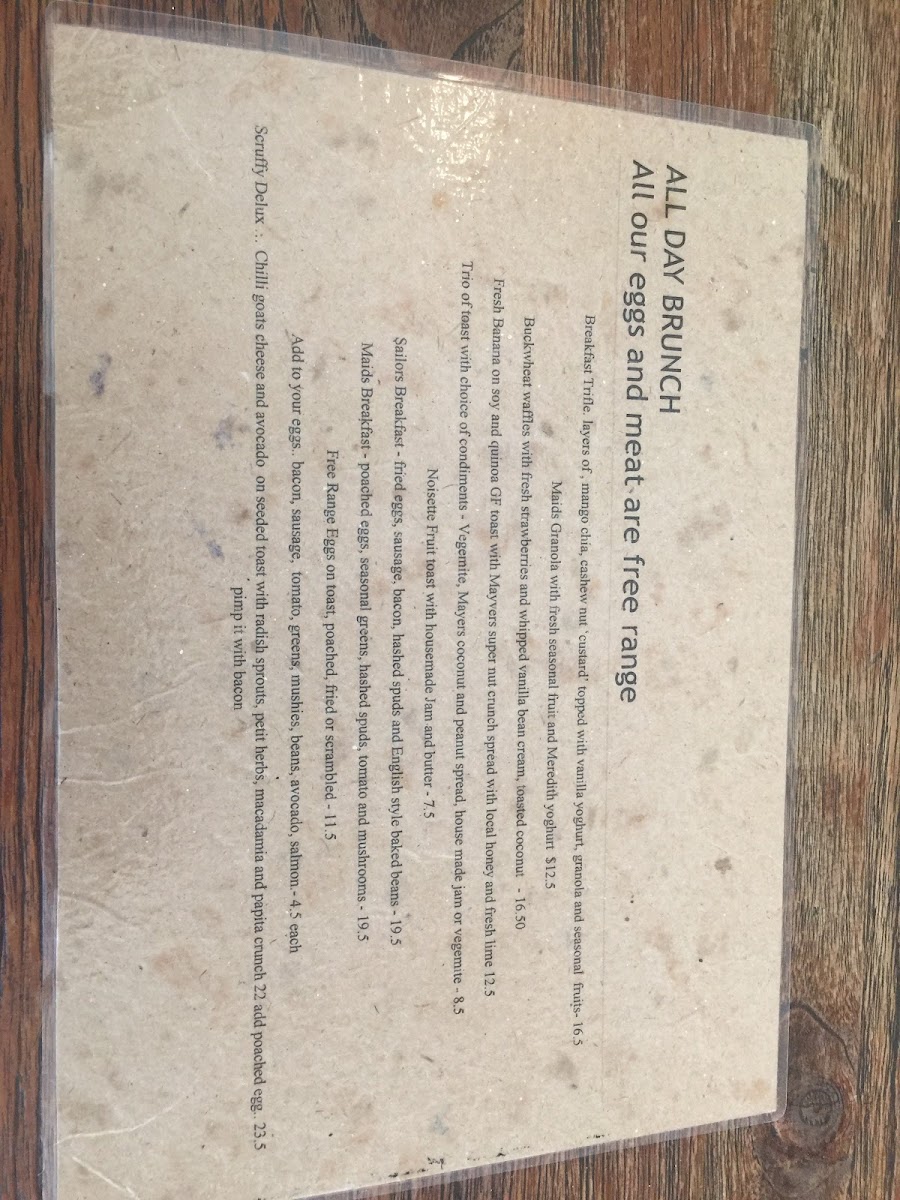 ALL DAY BRUNCH
All our eggs and meat are free range
Breakfast Trifle, layers of , mango chia, cashew nut 'custard' topped with vanilla yoghurt, granola and seasonal fruits- 16.5
Maids Granola with fresh seasonal fruit and Meredith yoghurt $12.5
Buckwheat waffles with fresh strawberries and whipped vanilla bean cream, toasted coconut - 16.50
Fresh Banana on soy and quinoa GF toast with Mayvers super nut crunch spread with local honey and fresh lime 12.5
Trio of toast with choice of condiments - Vegemite, Mayers coconut and peanut spread, house made jam or vegemite - 8.5
Noisette Fruit toast with housemade Jam and butter - 7.5
Sailors Breakfast - fried eggs, sausage, bacon, hashed spuds and English style baked beans - 19.5
Maids Breakfast - poached eggs, seasonal greens, hashed spuds, tomato and mushrooms - 19.5
Free Range Eggs on toast, poached, fried or scrambled - 11.5
Add to your eggs.. bacon, sausage, tomato, greens, mushies, beans, avocado, salmon - 4.5 each
Scruffy Delux :. Chilli goats cheese and avocado on seeded toast with radish sprouts, petit herbs, macadamia and papita crunch 22 add poached egg.. 23.5
pimp it with bacon